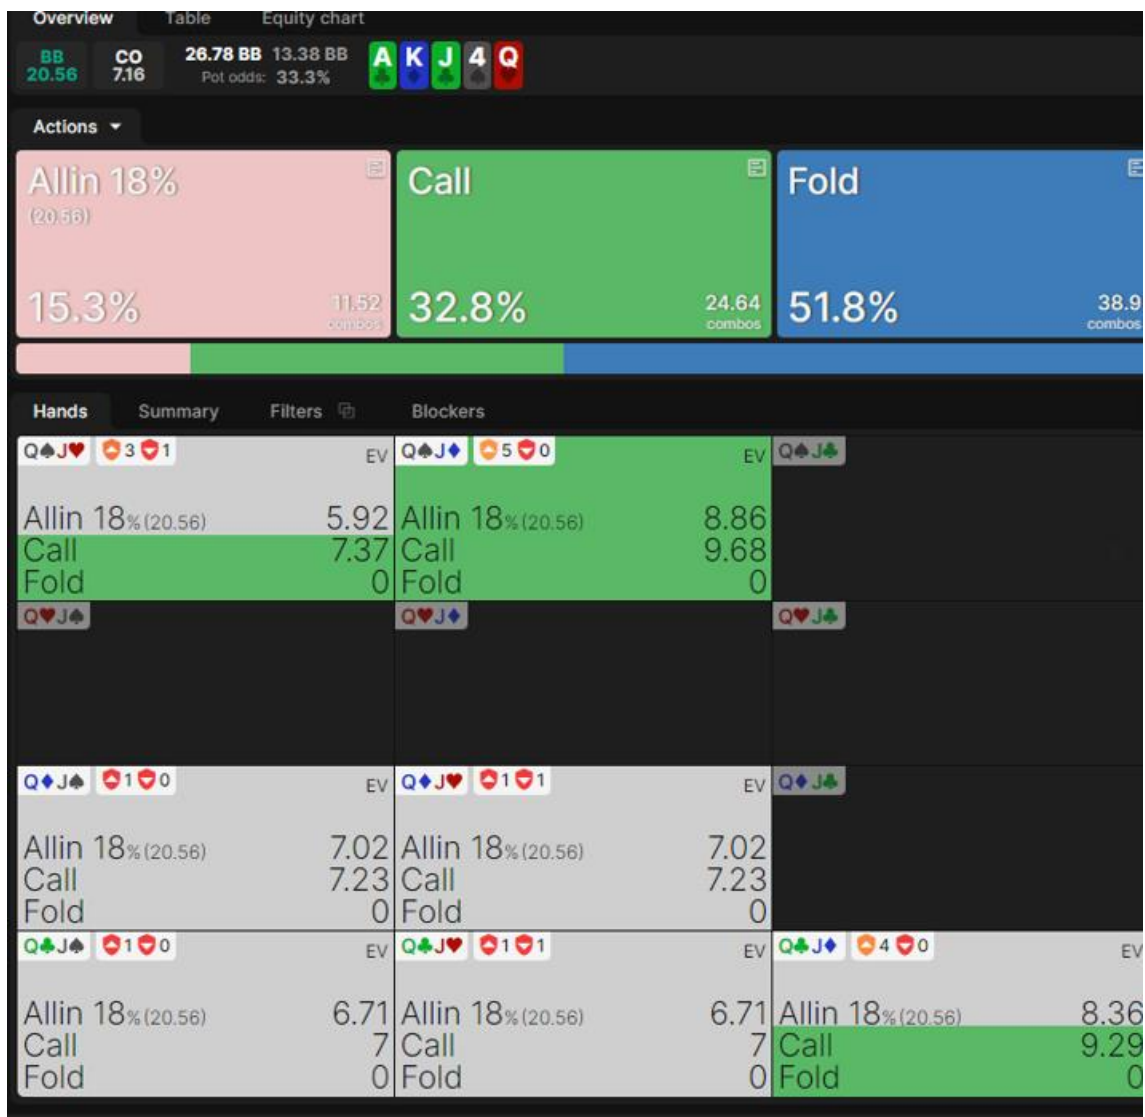 Overview Table Equity chart
BB CO 26.78 BB 13.38 BB A♣ K♦ J♣ 4♠ Q♥
20.56 7.16 Pot odds: 33.3%
Actions
Allin 18% Call Fold
(20.56)
15.3% 11.52 32.8% 24.64 51.8% 38.9
combos combos combos
Hands Summary Filters Blockers
Q♠J♥ 3 1 EV Q♠J♦ 5 0 EV Q♠J♣
Allin 18%(20.56) 5.92 Allin 18%(20.56) 8.86
Call 7.37 Call 9.68
Fold 0 Fold 0
Q♥J♠ Q♥J♦ Q♥J♣
Q♦J♠ 1 0 EV Q♦J♥ 1 1 EV Q♦J♣
Allin 18%(20.56) 7.02 Allin 18%(20.56) 7.02
Call 7.23 Call 7.23
Fold 0 Fold 0
Q♣J♠ 1 0 EV Q♣J♥ 1 1 EV Q♣J♦ 4 0 EV
Allin 18%(20.56) 6.71 Allin 18%(20.56) 6.71 Allin 18%(20.56) 8.36
Call 7 Call 7 Call 9.29
Fold 0 Fold 0 Fold 0